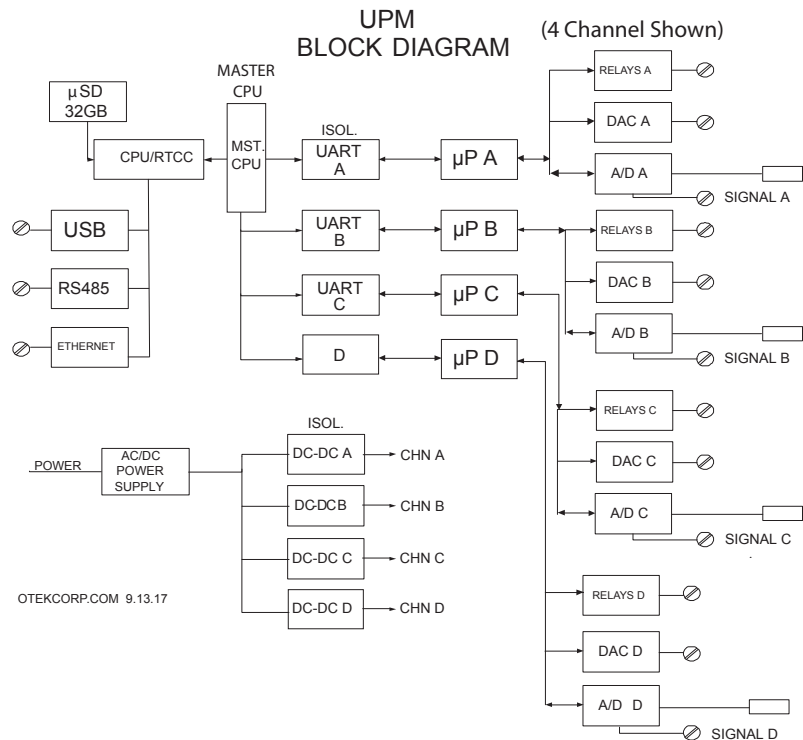 UPM
BLOCK DIAGRAM
(4 Channel Shown)
MASTER
CPU
µSD
32GB
CPU/RTCC
MST.
CPU
ISOL.
UART
A
µP A
RELAYS A
DAC A
A/D A
SIGNAL A
USB
UART
B
µP B
RELAYS B
DAC B
A/D B
SIGNAL B
RS485
UART
C
µP C
ETHERNET
D
µP D
RELAYS C
DAC C
A/D C
SIGNAL C
.
POWER
AC/DC
POWER
SUPPLY
ISOL.
DC-DC A
CHN A
DC-DC B
CHN B
DC-DC C
CHN C
DC-DC D
CHN D
RELAYS D
DAC D
A/D D
SIGNAL D
OTEKCORP.COM 9.13.17